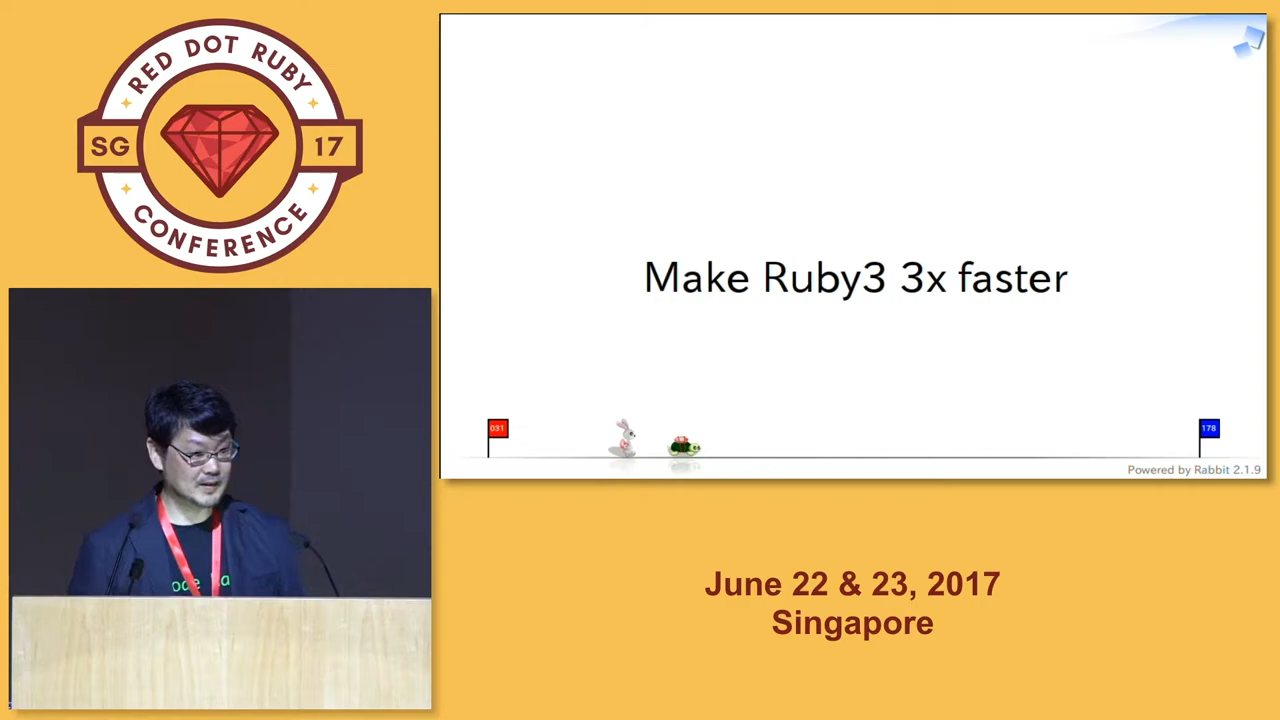 RED DOT RUBY
SG 17
CONFERENCE
Make Ruby3 3x faster
031
178
Powered by Rabbit 2.1.9
June 22 & 23, 2017
Singapore